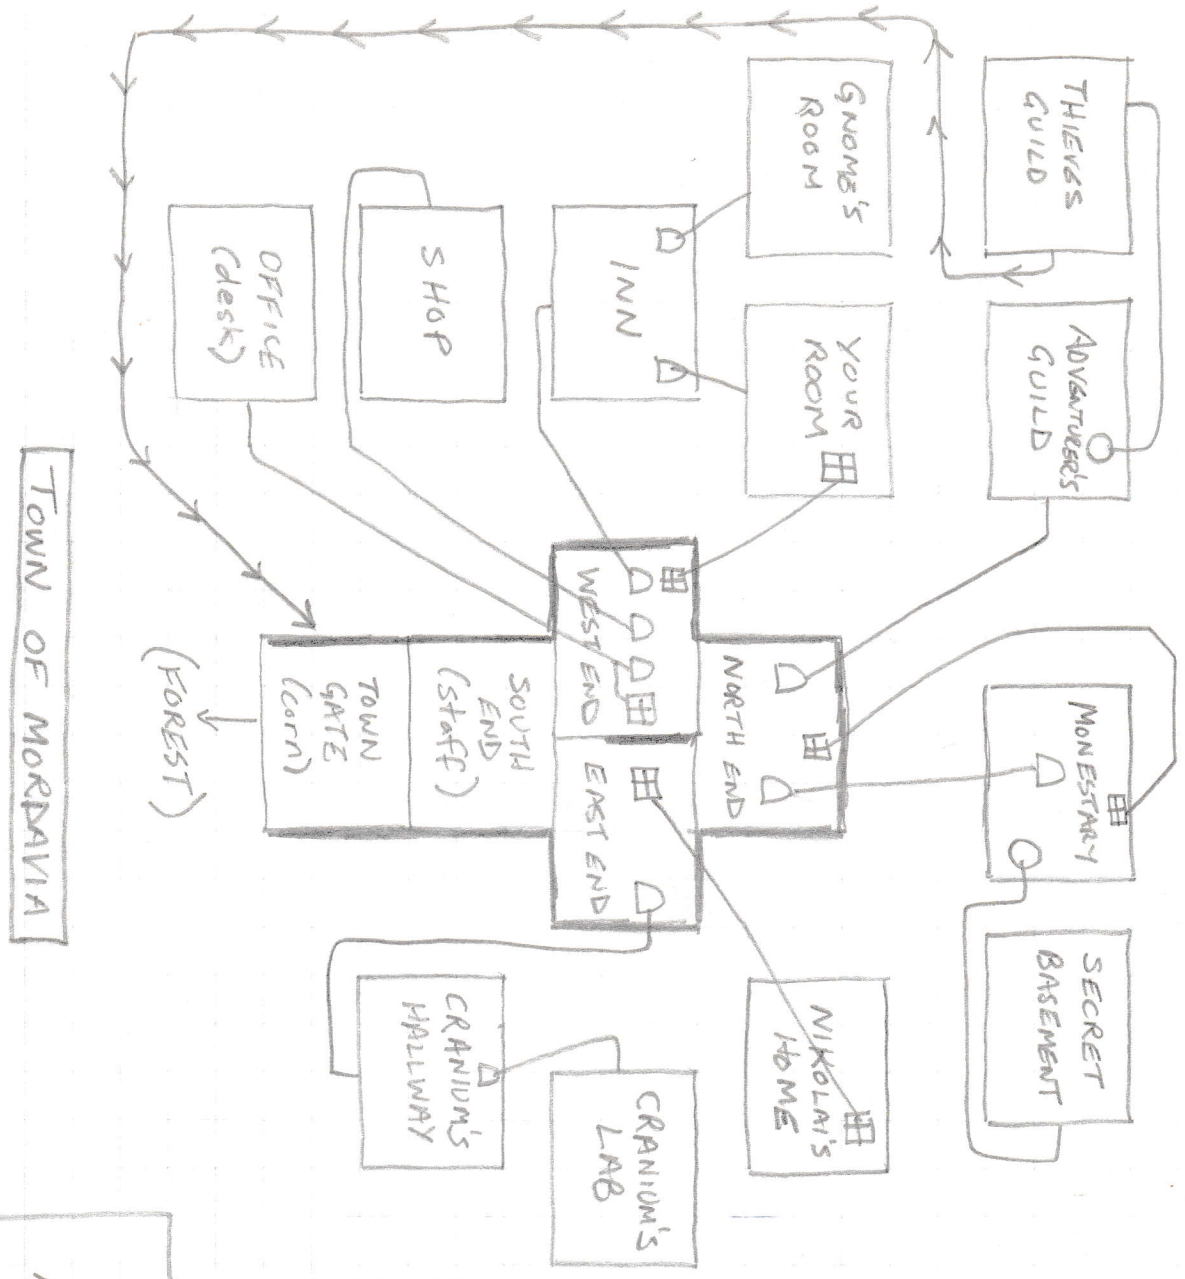 THIEVES
GUILD
ADVENTURER'S
GUILD
MONESTARY
SECRET
BASEMENT
GNOME'S
ROOM
YOUR
ROOM
NORTH END
NIKOLAI'S
HOME
INN
WEST END
EAST END
CRANIUM'S
LAB
SHOP
SOUTH
END
(staff)
CRANIUM'S
HALLWAY
OFFICE
(desk)
TOWN
GATE
(corn)
(FOREST)
TOWN OF MORDAVIA